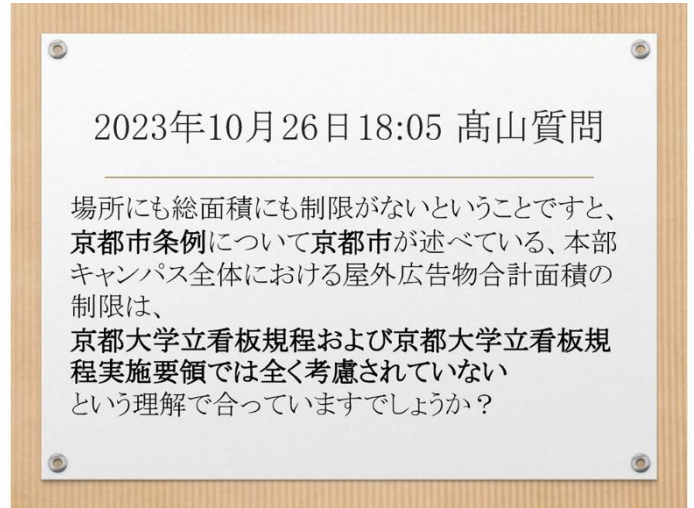 2023年10月26日18:05 髙山質問
場所にも総面積にも制限がないということですと、
京都市条例について京都市が述べている、本部
キャンパス全体における屋外広告物合計面積の
制限は、
京都大学立看板規程および京都大学立看板規
程実施要領では全く考慮されていない
という理解で合っていますでしょうか？